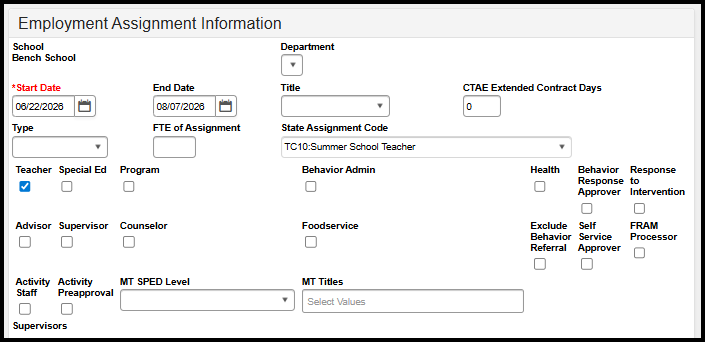 Employment Assignment Information
School
Bench School
Department
*Start Date
End Date
Title
CTAE Extended Contract Days
06/22/2026
08/07/2026
0
Type
FTE of Assignment
State Assignment Code
TC10:Summer School Teacher
Teacher
Special Ed
Program
Behavior Admin
Health
Behavior
Response
Approver
Response
to
Intervention
Advisor
Supervisor
Counselor
Foodservice
Exclude
Behavior
Referral
Self
Service
Approver
FRAM
Processor
Activity
Staff
Activity
Preapproval
MT SPED Level
MT Titles
Select Values
Supervisors